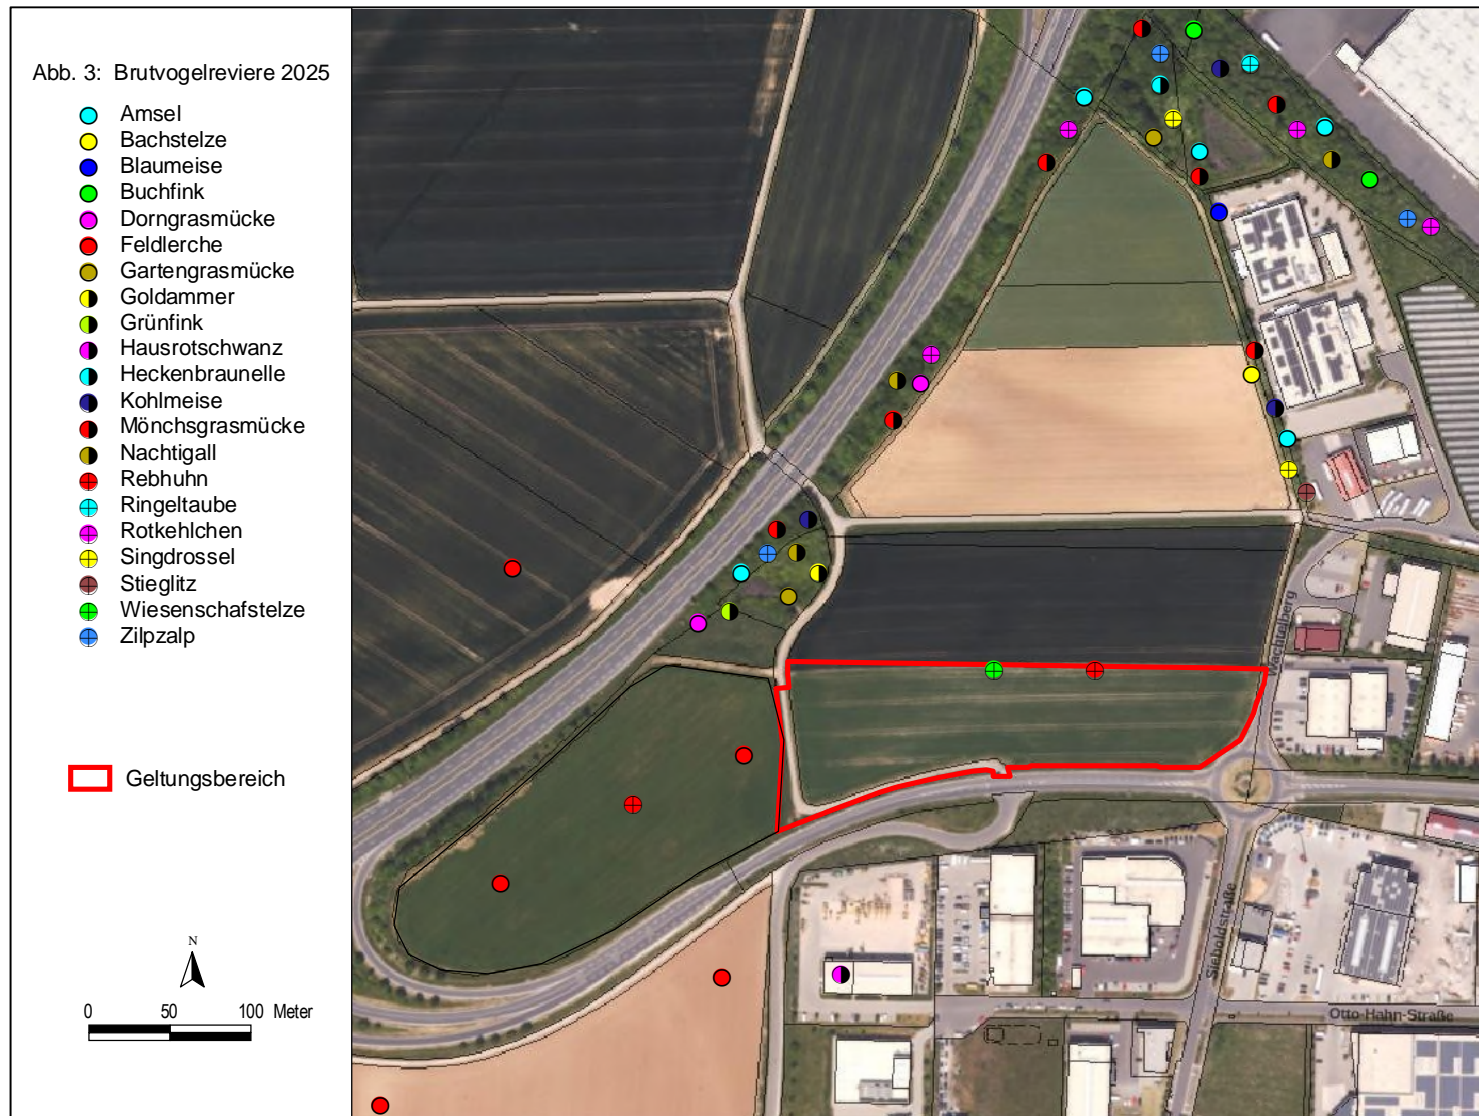 Abb. 3: Brutvogelreviere 2025
Amsel
Bachstelze
Blaumeise
Buchfink
Dorngrasmücke
Feldlerche
Gartengrasmücke
Goldammer
Grünfink
Hausrotschwanz
Heckenbraunelle
Kohlmeise
Mönchsgrasmücke
Nachtigall
Rebhuhn
Ringeltaube
Rotkehlchen
Singdrossel
Stieglitz
Wiesenschafstelze
Zilpzalp
Geltungsbereich
N
0 50 100 Meter
Wachtelberg
Sieboldstraße
Otto-Hahn-Straße